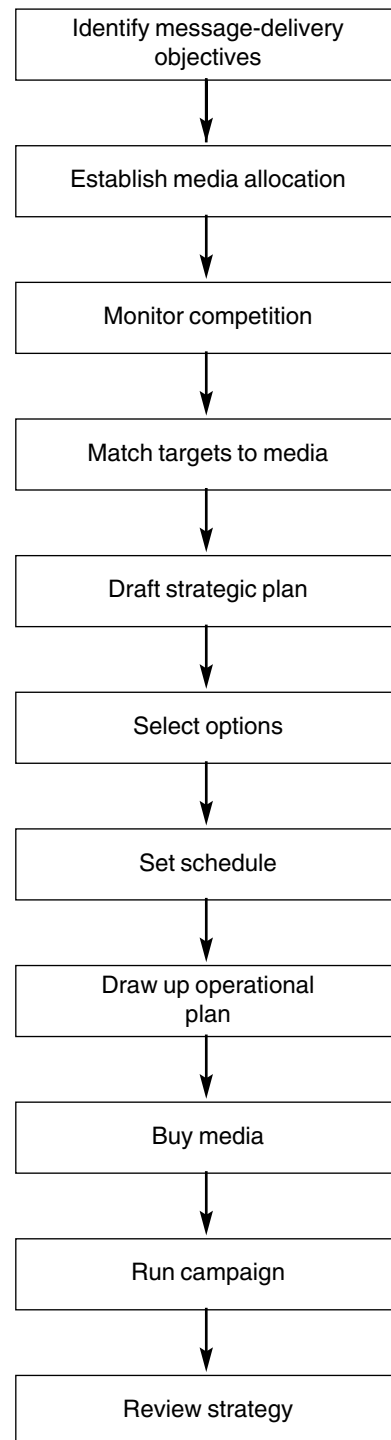 Identify message-delivery
objectives
Establish media allocation
Monitor competition
Match targets to media
Draft strategic plan
Select options
Set schedule
Draw up operational
plan
Buy media
Run campaign
Review strategy